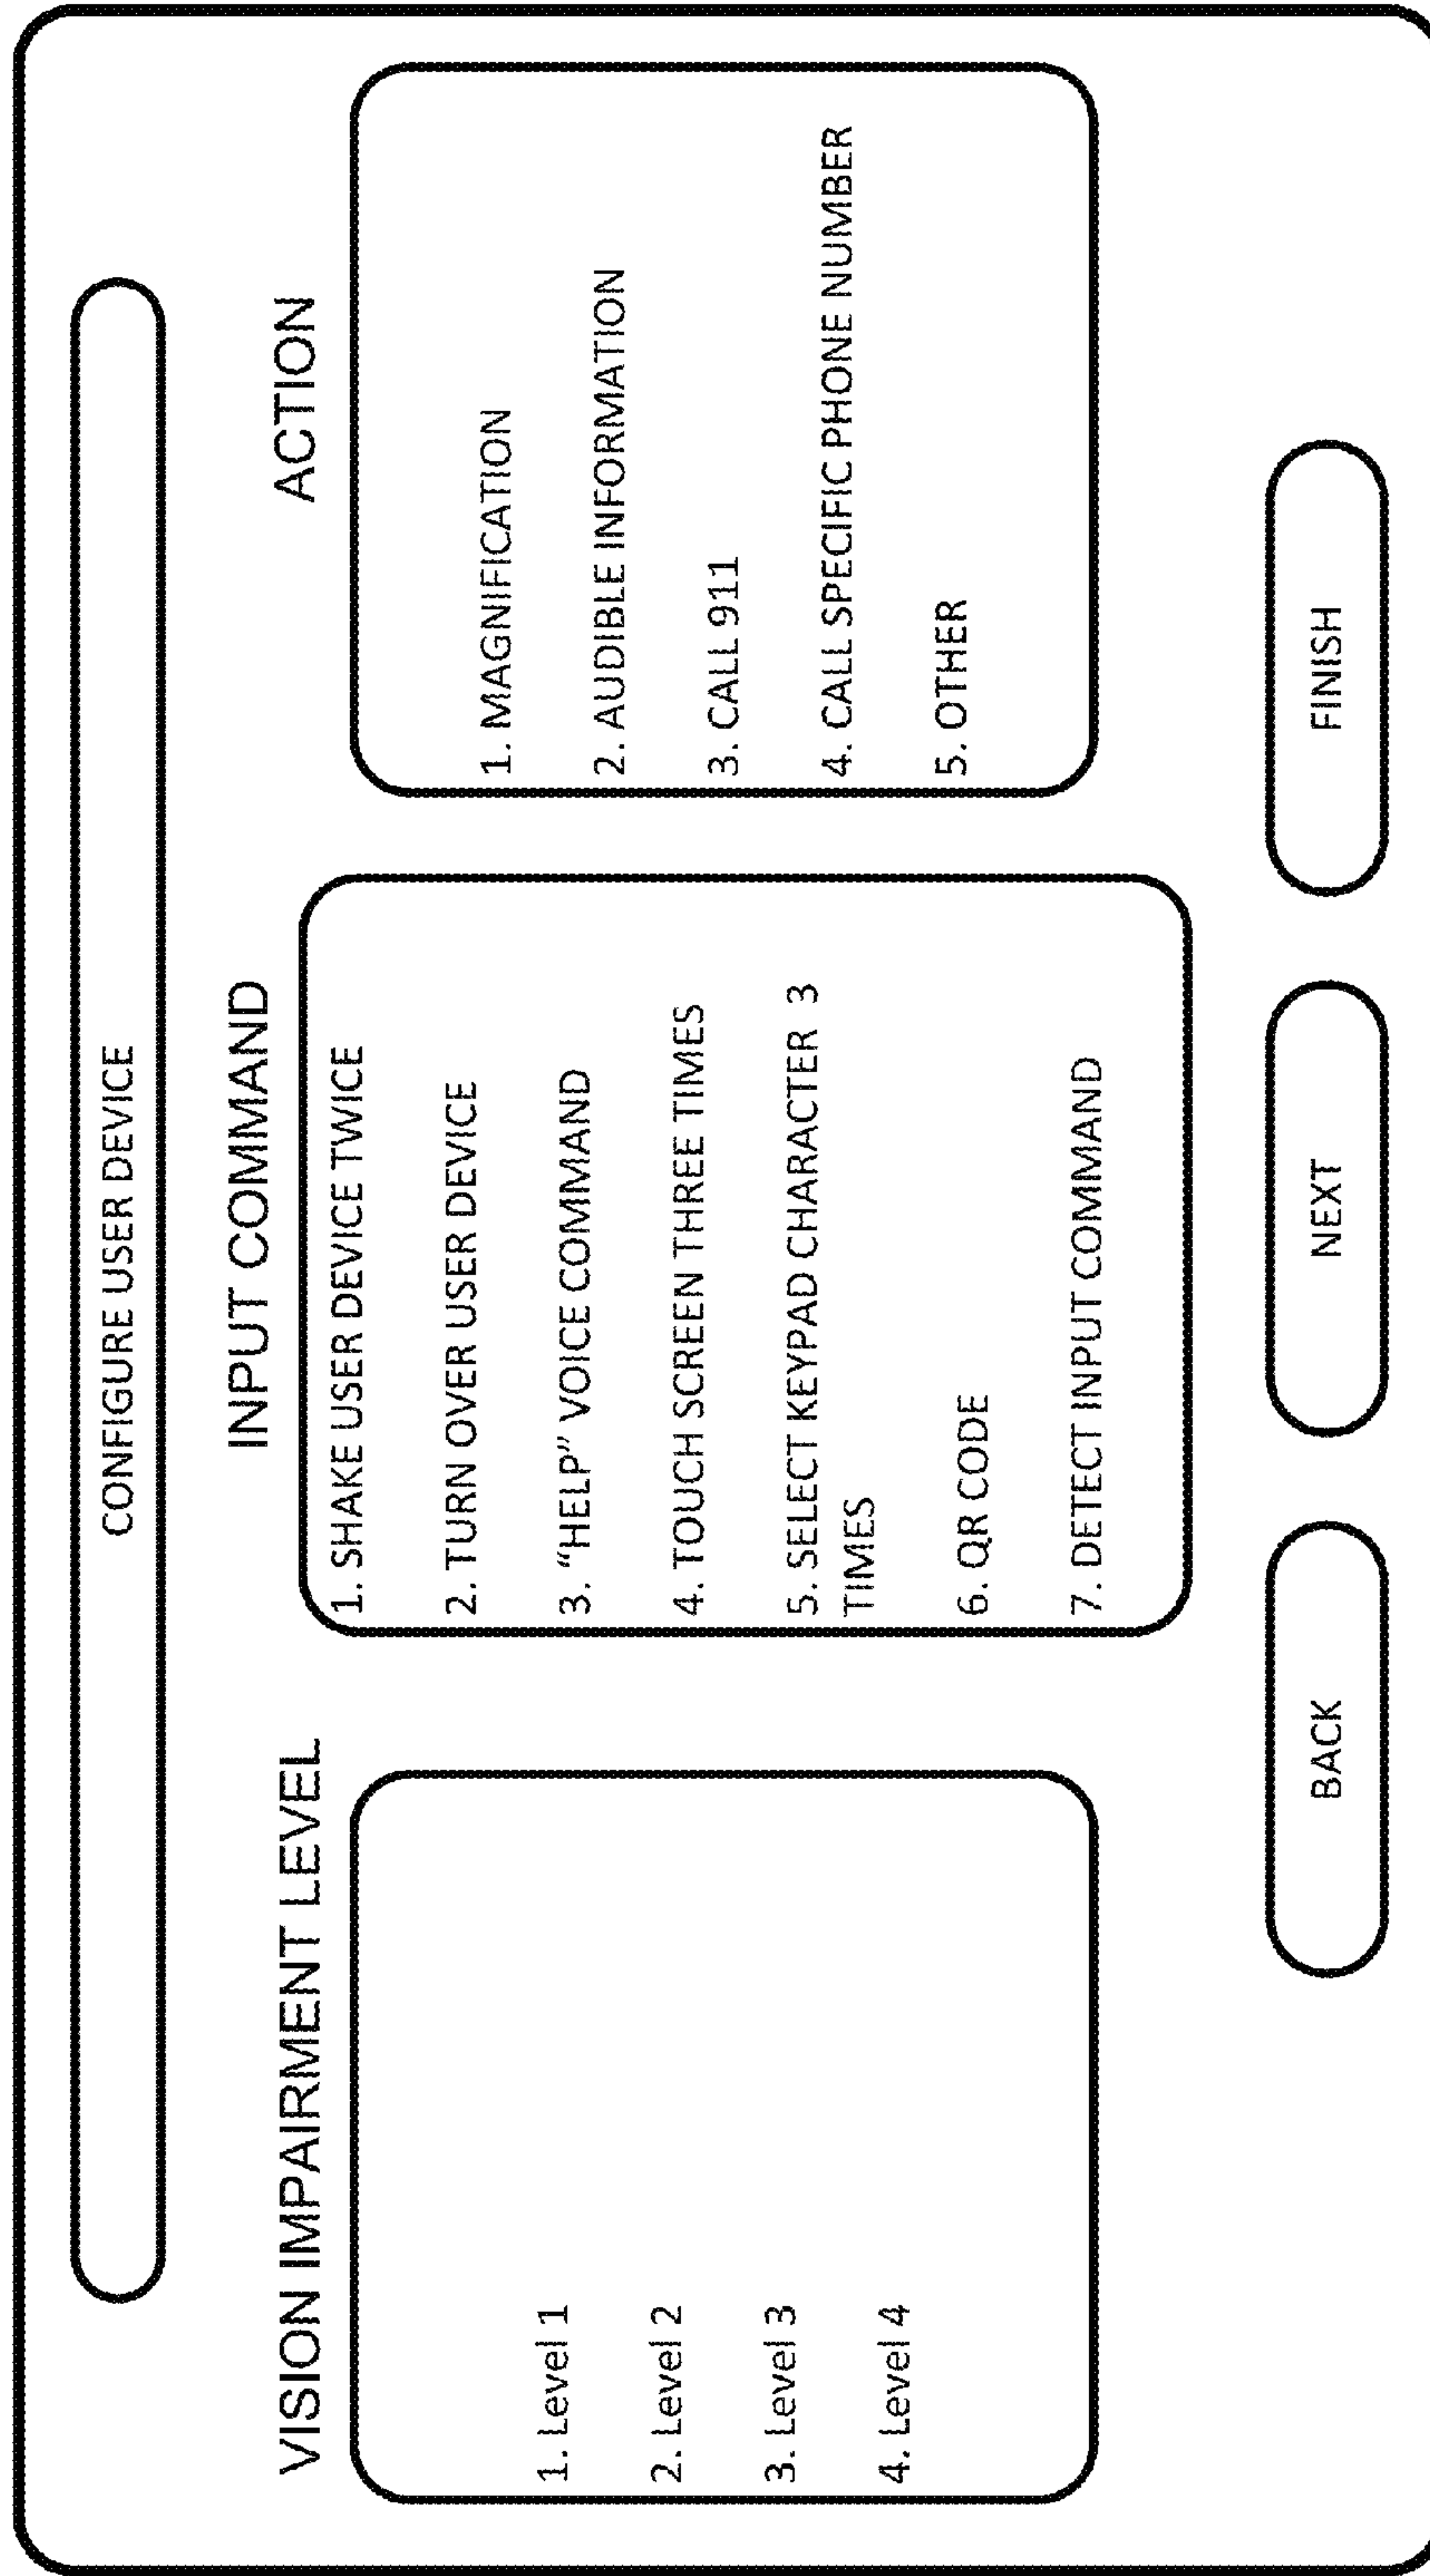 CONFIGURE USER DEVICE
VISION IMPAIRMENT LEVEL
1. Level 1
2. Level 2
3. Level 3
4. Level 4
INPUT COMMAND
1. SHAKE USER DEVICE TWICE
2. TURN OVER USER DEVICE
3. “HELP” VOICE COMMAND
4. TOUCH SCREEN THREE TIMES
5. SELECT KEYPAD CHARACTER 3
TIMES
6. QR CODE
7. DETECT INPUT COMMAND
ACTION
1. MAGNIFICATION
2. AUDIBLE INFORMATION
3. CALL 911
4. CALL SPECIFIC PHONE NUMBER
5. OTHER
BACK
NEXT
FINISH